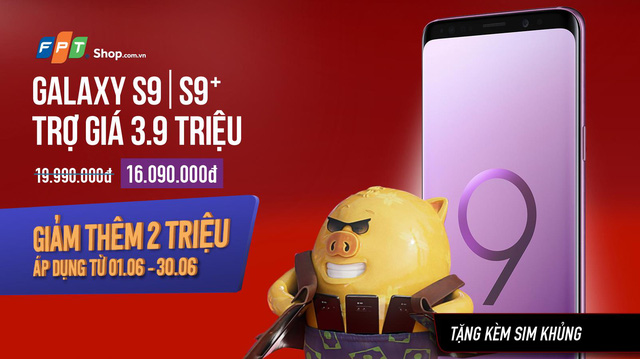 FPT Shop.com.vn
GALAXY S9 | S9+
TRỢ GIÁ 3.9 TRIỆU
19.990.000đ 16.090.000đ
GIẢM THÊM 2 TRIỆU
ÁP DỤNG TỪ 01.06 - 30.06
9
TẶNG KÈM SIM KHỦNG